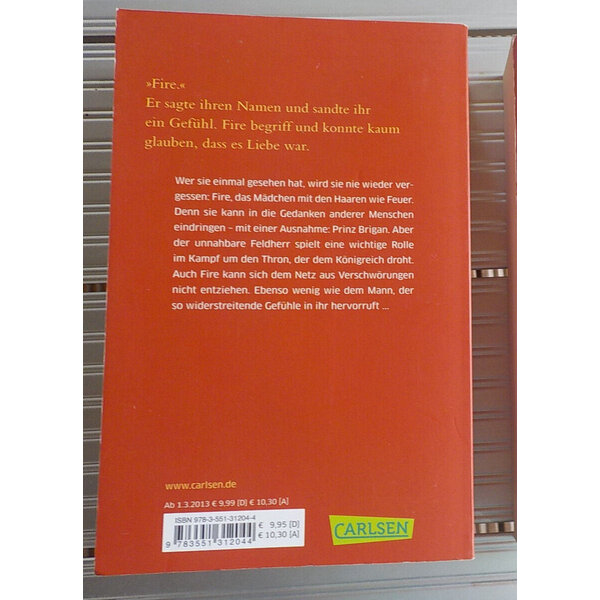 »Fire.«
Er sagte ihren Namen und sandte ihr
ein Gefühl. Fire begriff und konnte kaum
glauben, dass es Liebe war.
Wer sie einmal gesehen hat, wird sie nie wieder ver-
gessen: Fire, das Mädchen mit den Haaren wie Feuer.
Denn sie kann in die Gedanken anderer Menschen
eindringen – mit einer Ausnahme: Prinz Brigan. Aber
der unnahbare Feldherr spielt eine wichtige Rolle
im Kampf um den Thron, der dem Königreich droht.
Auch Fire kann sich dem Netz aus Verschwörungen
nicht entziehen. Ebenso wenig wie dem Mann, der
so widerstreitende Gefühle in ihr hervorruft ...
www.carlsen.de
Ab 1.3.2013 € 9,99 [D] € 10,30 [A]
ISBN 978-3-551-31204-4
€ 9,95 [D]
€ 10,30 [A]
9 783551 312044
CARLSEN